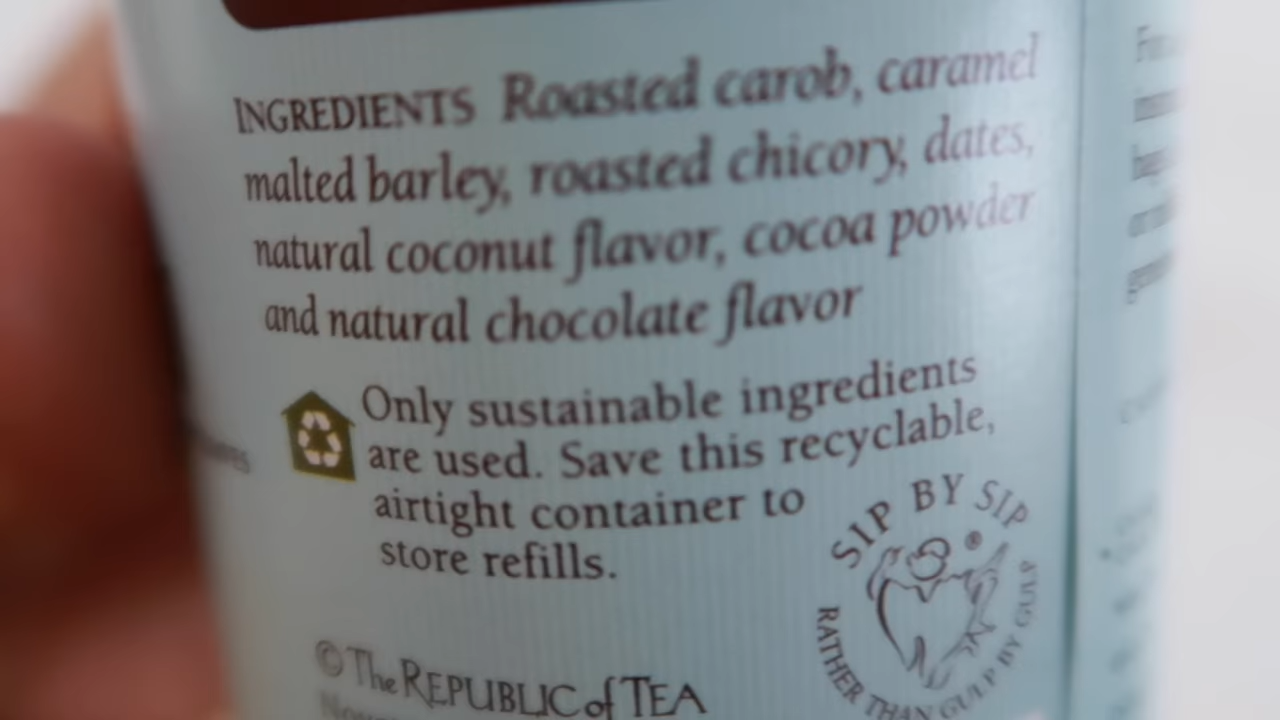 INGREDIENTS Roasted carob, caramel
malted barley, roasted chicory, dates,
natural coconut flavor, cocoa powder
and natural chocolate flavor
Only sustainable ingredients
are used. Save this recyclable,
airtight container to
store refills.
SIP BY SIP
®
RATHER THAN GULP BY GULP
© The REPUBLIC of TEA